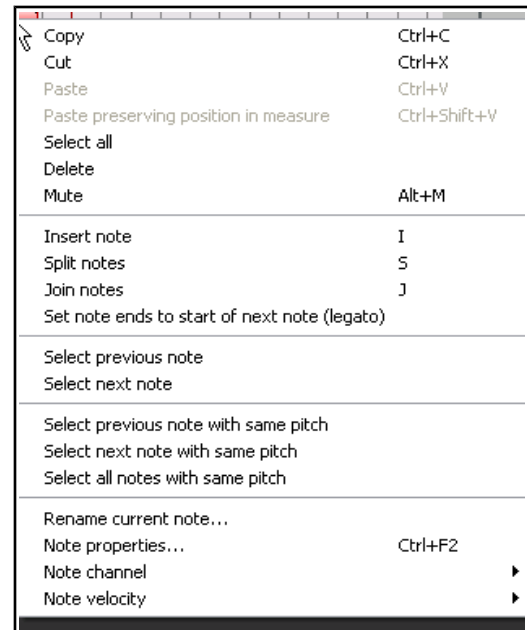 Copy Ctrl+C
Cut Ctrl+X
Paste Ctrl+V
Paste preserving position in measure Ctrl+Shift+V
Select all
Delete
Mute Alt+M
Insert note I
Split notes S
Join notes J
Set note ends to start of next note (legato)
Select previous note
Select next note
Select previous note with same pitch
Select next note with same pitch
Select all notes with same pitch
Rename current note...
Note properties... Ctrl+F2
Note channel
Note velocity